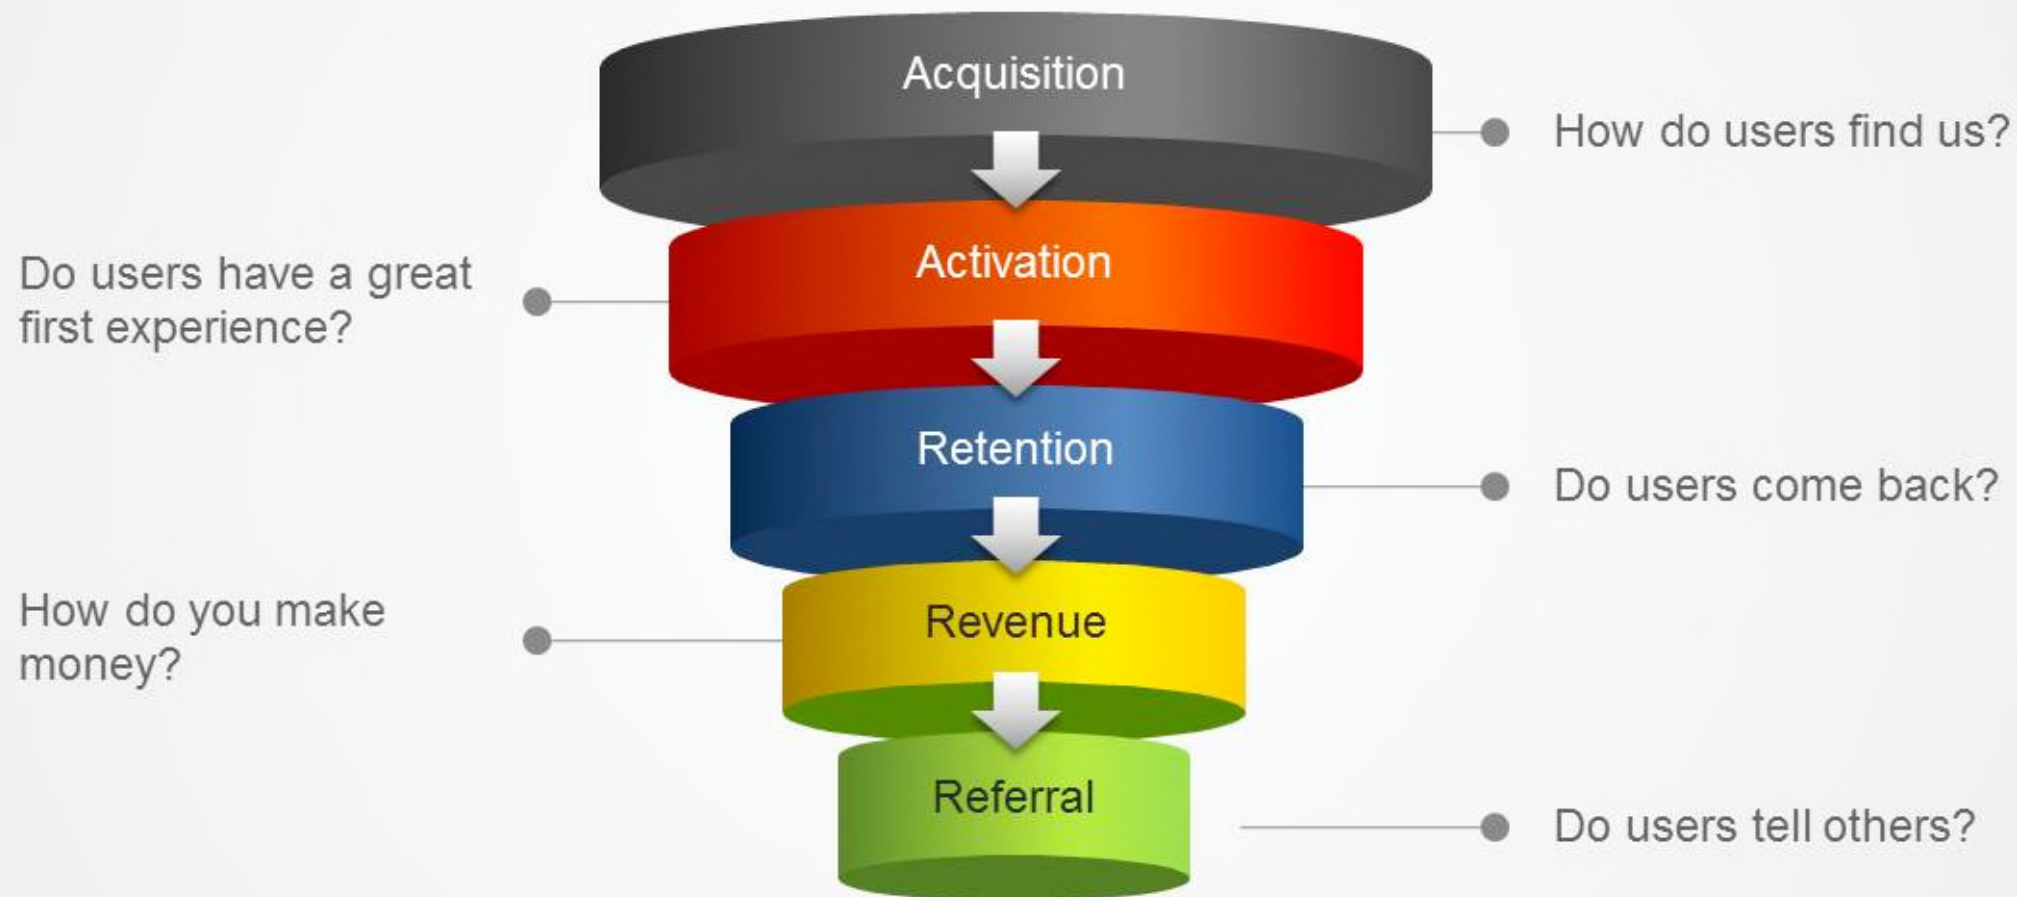 Acquisition
How do users find us?
Activation
Do users have a great
first experience?
Retention
Do users come back?
Revenue
How do you make
money?
Referral
Do users tell others?